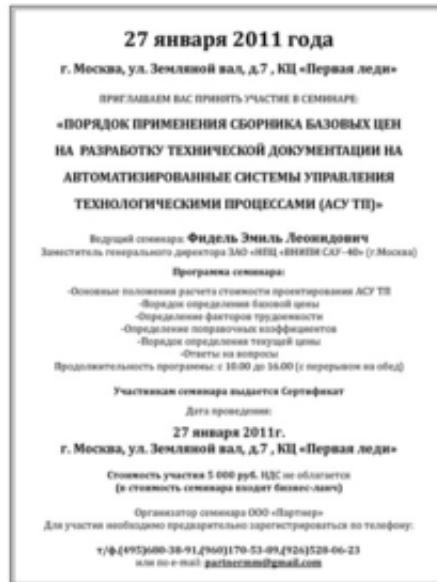 27 января 2011 года
г. Москва, ул. Земляной вал, д.7 , КЦ «Первая леди»
ПРИГЛАШАЕМ ВАС ПРИНЯТЬ УЧАСТИЕ В СЕМИНАРЕ:
«ПОРЯДОК ПРИМЕНЕНИЯ СБОРНИКА БАЗОВЫХ ЦЕН
НА РАЗРАБОТКУ ТЕХНИЧЕСКОЙ ДОКУМЕНТАЦИИ НА
АВТОМАТИЗИРОВАННЫЕ СИСТЕМЫ УПРАВЛЕНИЯ
ТЕХНОЛОГИЧЕСКИМИ ПРОЦЕССАМИ (АСУ ТП)»
Ведущий семинара: Фидель Эмиль Леонидович
Заместитель генерального директора ЗАО «НПЦ «ВНИПИ САУ-40» (г.Москва)
Программа семинара:
-Основные положения расчета стоимости проектирования АСУ ТП
-Порядок определения базовой цены
-Определение факторов трудоемкости
-Определение поправочных коэффициентов
-Порядок определения текущей цены
-Ответы на вопросы
Продолжительность программы: с 10.00 до 16.00 (с перерывом на обед)
Участникам семинара выдается Сертификат
Дата проведения:
27 января 2011г.
г. Москва, ул. Земляной вал, д.7 , КЦ «Первая леди»
Стоимость участия 5 000 руб. НДС не облагается
(в стоимость семинара входит бизнес-ланч)
Организатор семинара ООО «Партнер»
Для участия необходимо предварительно зарегистрироваться по телефону:
т/ф.(495)680-38-91,(960)170-53-09,(926)528-06-23
или по e-mail: partnermm@gmail.com